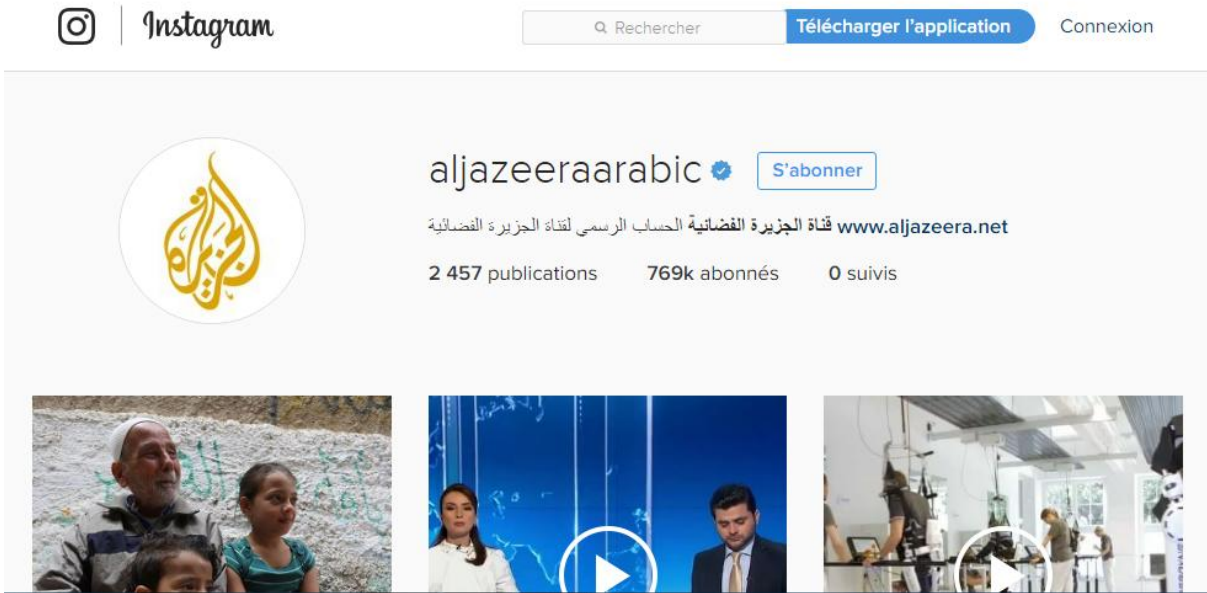 Instagram
Rechercher
Télécharger l'application
Connexion
الجزيرة
aljazeeraarabic
S'abonner
قناة الجزيرة الفضائية الحساب الرسمي لقناة الجزيرة الفضائية www.aljazeera.net
2 457 publications 769k abonnés 0 suivis